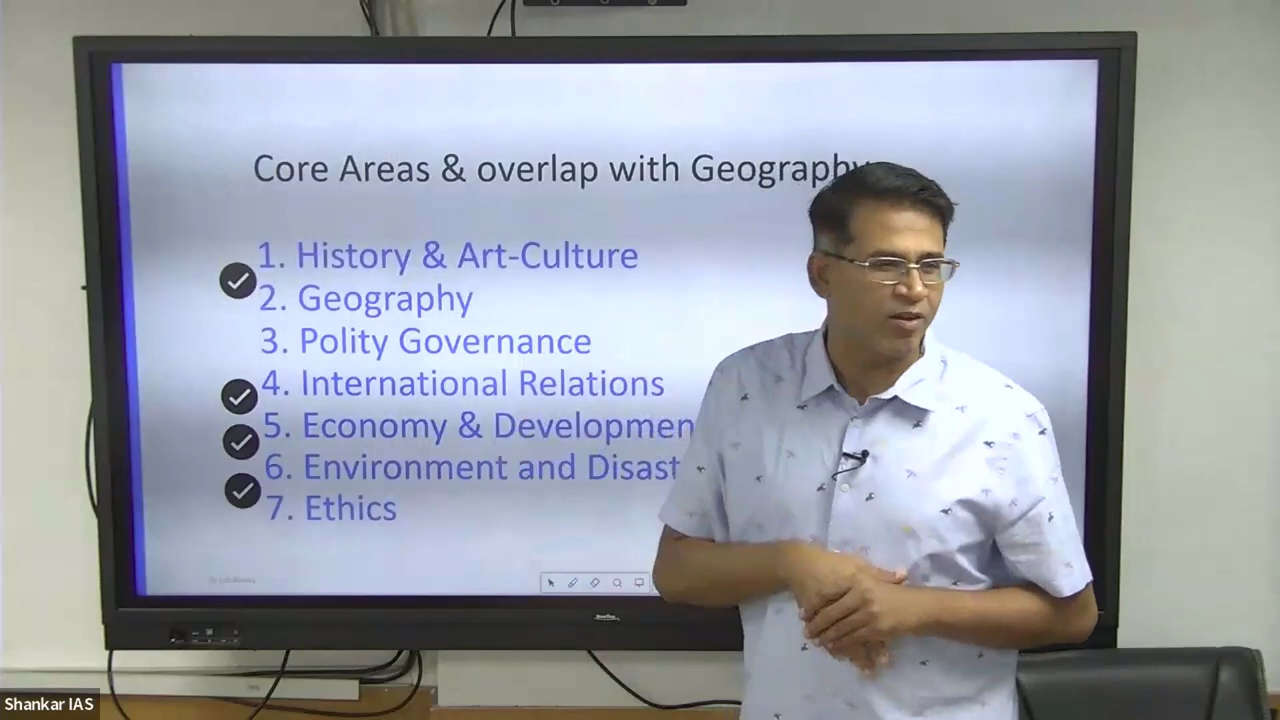 Core Areas & overlap with Geography
1. History & Art-Culture
2. Geography
3. Polity Governance
4. International Relations
5. Economy & Developmen
6. Environment and Disast
7. Ethics
Shankar IAS